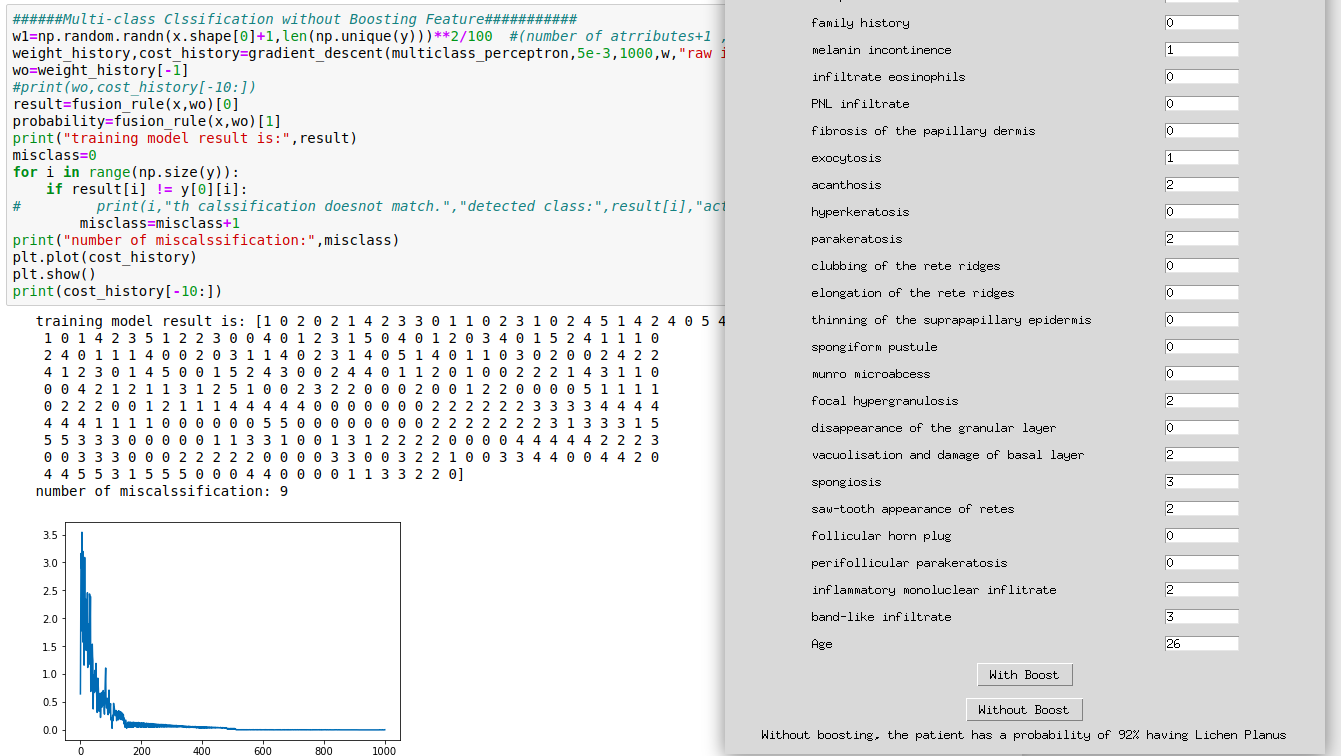 ######Multi-class Clssification without Boosting Feature###########
w1=np.random.randn(x.shape[0]+1,len(np.unique(y)))**2/100  #(number of atrributes+1 ,
weight_history,cost_history=gradient_descent(multiclass_perceptron,5e-3,1000,w,"raw i
wo=weight_history[-1]
#print(wo,cost_history[-10:])
result=fusion_rule(x,wo)[0]
probability=fusion_rule(x,wo)[1]
print("training model result is:",result)
misclass=0
for i in range(np.size(y)):
    if result[i] != y[0][i]:
#         print(i,"th calssification doesnot match.","detected class:",result[i],"act
        misclass=misclass+1
print("number of miscalssification:",misclass)
plt.plot(cost_history)
plt.show()
print(cost_history[-10:])
training model result is: [1 0 2 0 2 1 4 2 3 3 0 1 1 0 2 3 1 0 2 4 5 1 4 2 4 0 5 4
1 0 1 4 2 3 5 1 2 2 3 0 0 4 0 1 2 3 1 5 0 4 0 1 2 0 3 4 0 1 5 2 4 1 1 1 0
2 4 0 1 1 1 4 0 0 2 0 3 1 1 4 0 2 3 1 4 0 5 1 4 0 1 1 0 3 0 2 0 0 2 4 2 2
4 1 2 3 0 1 4 5 0 0 1 5 2 4 3 0 0 2 4 4 0 1 1 2 0 1 0 0 2 2 2 1 4 3 1 1 0
0 0 4 2 1 2 1 1 3 1 2 5 1 0 0 2 3 2 2 0 0 0 2 0 0 1 2 2 0 0 0 0 5 1 1 1 1
0 2 2 2 0 0 1 2 1 1 1 4 4 4 4 4 0 0 0 0 0 0 0 0 2 2 2 2 2 2 3 3 3 3 4 4 4 4
4 4 4 1 1 1 1 0 0 0 0 0 0 5 5 0 0 0 0 0 0 0 0 0 2 2 2 2 2 2 2 3 1 3 3 3 1 5
5 5 3 3 3 0 0 0 0 0 1 1 3 3 1 0 0 1 3 1 2 2 2 2 0 0 0 0 4 4 4 4 4 4 2 2 2 3
0 0 3 3 3 0 0 0 2 2 2 2 2 0 0 0 0 3 3 0 0 3 2 2 1 0 0 3 3 4 4 0 0 4 4 2 0
4 4 5 5 3 1 5 5 5 0 0 0 4 4 0 0 0 0 1 1 3 3 2 2 0]
number of miscalssification: 9
3.5
3.0
2.5
2.0
1.5
1.0
0.5
0.0
0 200 400 600 800 1000
family history 0
melanin incontinence 1
infiltrate eosinophils 0
PNL infiltrate 0
fibrosis of the papillary dermis 0
exocytosis 1
acanthosis 2
hyperkeratosis 0
parakeratosis 2
clubbing of the rete ridges 0
elongation of the rete ridges 0
thinning of the suprapapillary epidermis 0
spongiform pustule 0
munro microabcess 0
focal hypergranulosis 2
disappearance of the granular layer 0
vacuolisation and damage of basal layer 2
spongiosis 3
saw-tooth appearance of retes 2
follicular horn plug 0
perifollicular parakeratosis 0
inflammatory monoluclear inflitrate 2
band-like infiltrate 3
Age 26
With Boost
Without Boost
Without boosting, the patient has a probability of 92% having Lichen Planus